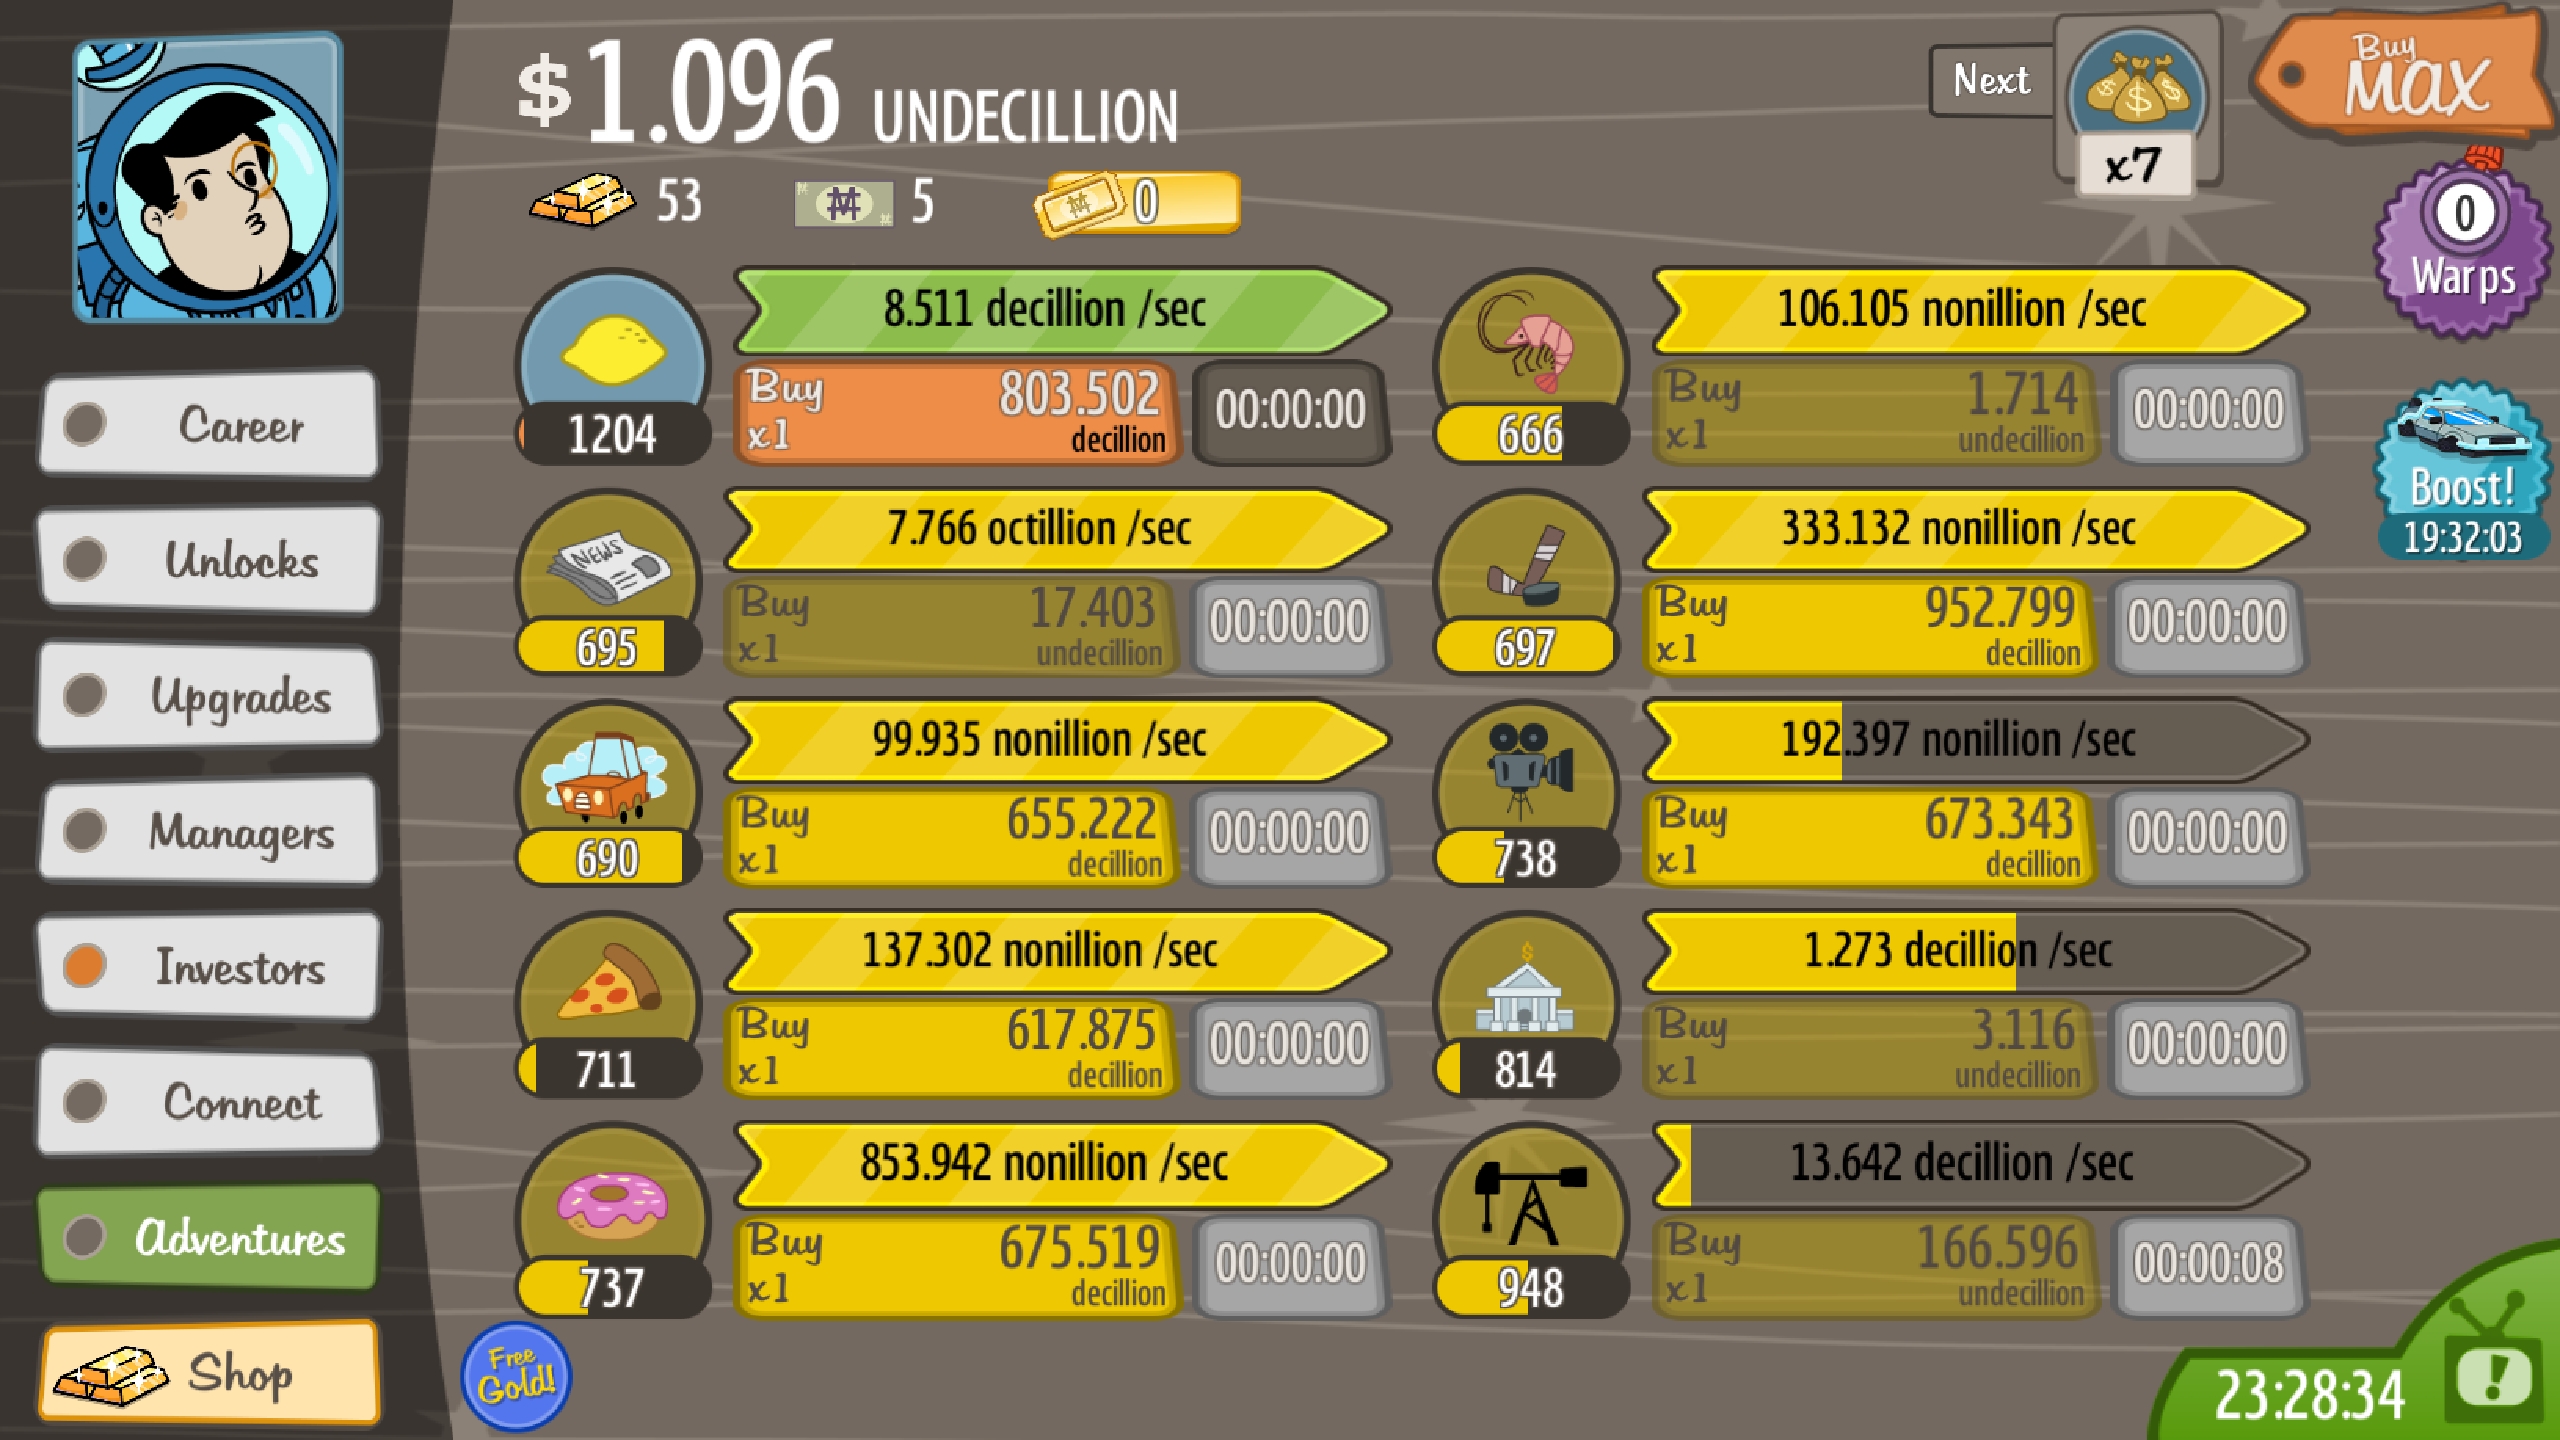 $1.096 UNDECILLION
Next
x7
Buy
MAX
53
5
0
0
Warps
Boost!
19:32:03
Career
Unlocks
Upgrades
Managers
Investors
Connect
Adventures
Shop
8.511 decillion /sec
1204
Buy x1
803.502 decillion
00:00:00
NEWS
7.766 octillion /sec
695
Buy x1
17.403 undecillion
00:00:00
99.935 nonillion /sec
690
Buy x1
655.222 decillion
00:00:00
137.302 nonillion /sec
711
Buy x1
617.875 decillion
00:00:00
853.942 nonillion /sec
737
Buy x1
675.519 decillion
00:00:00
106.105 nonillion /sec
666
Buy x1
1.714 undecillion
00:00:00
333.132 nonillion /sec
697
Buy x1
952.799 decillion
00:00:00
192.397 nonillion /sec
738
Buy x1
673.343 decillion
00:00:00
1.273 decillion /sec
814
Buy x1
3.116 undecillion
00:00:00
13.642 decillion /sec
948
Buy x1
166.596 undecillion
00:00:08
Free
Gold!
23:28:34
!